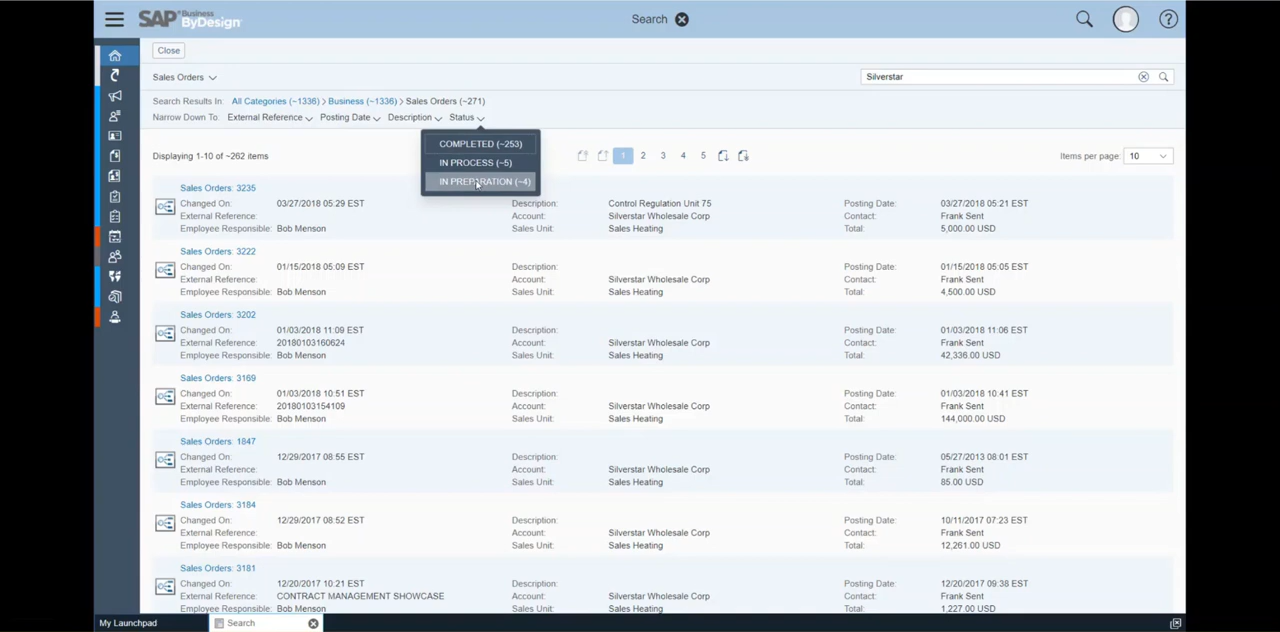 SAP Business ByDesign
Search
Close
Sales Orders
Silverstar
Search Results In: All Categories (~1336) > Business (~1336) > Sales Orders (~271)
Narrow Down To: External Reference Posting Date Description Status
COMPLETED (~253)
IN PROCESS (~5)
IN PREPARATION (~4)
Displaying 1-10 of ~262 items
1 2 3 4 5
Items per page: 10
Sales Orders: 3235
Changed On: 03/27/2018 05:29 EST Description: Control Regulation Unit 75 Posting Date: 03/27/2018 05:21 EST
External Reference: Account: Silverstar Wholesale Corp Contact: Frank Sent
Employee Responsible: Bob Menson Sales Unit: Sales Heating Total: 5,000.00 USD
Sales Orders: 3222
Changed On: 01/15/2018 05:09 EST Description: Posting Date: 01/15/2018 05:05 EST
External Reference: Account: Silverstar Wholesale Corp Contact: Frank Sent
Employee Responsible: Bob Menson Sales Unit: Sales Heating Total: 4,500.00 USD
Sales Orders: 3202
Changed On: 01/03/2018 11:09 EST Description: Posting Date: 01/03/2018 11:06 EST
External Reference: 20180103160624 Account: Silverstar Wholesale Corp Contact: Frank Sent
Employee Responsible: Bob Menson Sales Unit: Sales Heating Total: 42,336.00 USD
Sales Orders: 3169
Changed On: 01/03/2018 10:51 EST Description: Posting Date: 01/03/2018 10:41 EST
External Reference: 20180103154109 Account: Silverstar Wholesale Corp Contact: Frank Sent
Employee Responsible: Bob Menson Sales Unit: Sales Heating Total: 144,000.00 USD
Sales Orders: 1847
Changed On: 12/29/2017 08:55 EST Description: Posting Date: 05/27/2013 08:01 EST
External Reference: Account: Silverstar Wholesale Corp Contact: Frank Sent
Employee Responsible: Bob Menson Sales Unit: Sales Heating Total: 85.00 USD
Sales Orders: 3184
Changed On: 12/29/2017 08:52 EST Description: Posting Date: 10/11/2017 07:23 EST
External Reference: Account: Silverstar Wholesale Corp Contact: Frank Sent
Employee Responsible: Bob Menson Sales Unit: Sales Heating Total: 12,261.00 USD
Sales Orders: 3181
Changed On: 12/20/2017 10:21 EST Description: Posting Date: 12/20/2017 09:38 EST
External Reference: CONTRACT MANAGEMENT SHOWCASE Account: Silverstar Wholesale Corp Contact: Frank Sent
Employee Responsible: Bob Menson Sales Unit: Sales Heating Total: 1,227.00 USD
My Launchpad Search